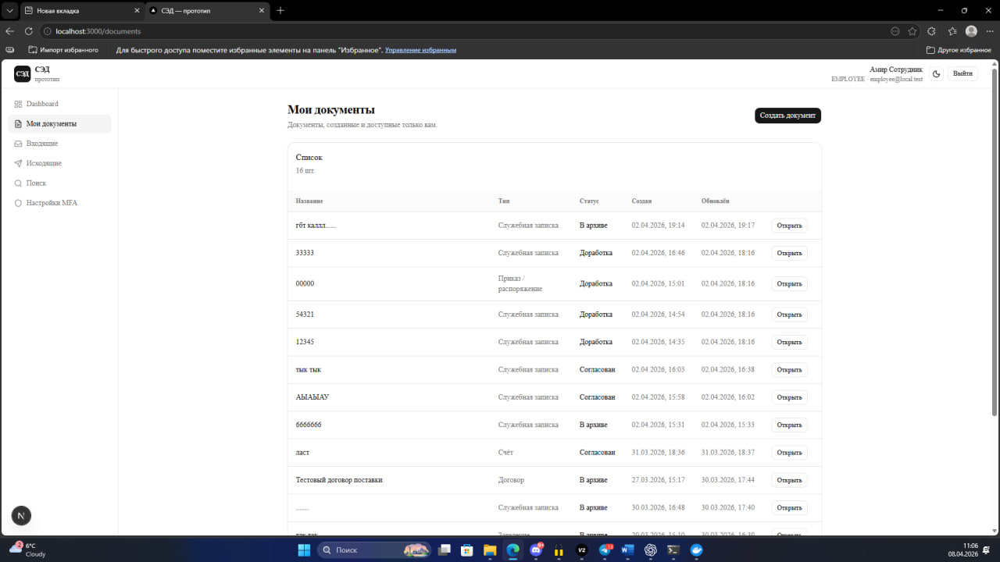 Новая вкладка
СЭД — прототип
localhost:3000/documents
Импорт избранного
Для быстрого доступа поместите избранные элементы на панель "Избранное". Управление избранным
Другое избранное
СЭД
СЭД
прототип
Амир Сотрудник
EMPLOYEE · employee@local.test
Выйти
Dashboard
Мои документы
Входящие
Исходящие
Поиск
Настройки MFA
Мои документы
Документы, созданные и доступные только вам.
Создать документ
Список
16 шт.
Название Тип Статус Создан Обновлён
гбт каллл...... Служебная записка В архиве 02.04.2026, 19:14 02.04.2026, 19:17 Открыть
33333 Служебная записка Доработка 02.04.2026, 16:46 02.04.2026, 18:16 Открыть
00000 Приказ / распоряжение Доработка 02.04.2026, 15:01 02.04.2026, 18:16 Открыть
54321 Служебная записка Доработка 02.04.2026, 14:54 02.04.2026, 18:16 Открыть
12345 Служебная записка Доработка 02.04.2026, 14:35 02.04.2026, 18:16 Открыть
тык тык Служебная записка Согласован 02.04.2026, 16:03 02.04.2026, 16:38 Открыть
АЫАЫАУ Служебная записка Согласован 02.04.2026, 15:58 02.04.2026, 16:02 Открыть
6666666 Служебная записка В архиве 02.04.2026, 15:31 02.04.2026, 15:33 Открыть
ласт Счёт Согласован 31.03.2026, 18:36 31.03.2026, 18:37 Открыть
Тестовый договор поставки Договор В архиве 27.03.2026, 15:17 30.03.2026, 17:44 Открыть
....... Служебная записка В архиве 30.03.2026, 16:48 30.03.2026, 17:40 Открыть
N
2
6°C
Cloudy
Поиск
9+
V2
13
11:06
08.04.2026